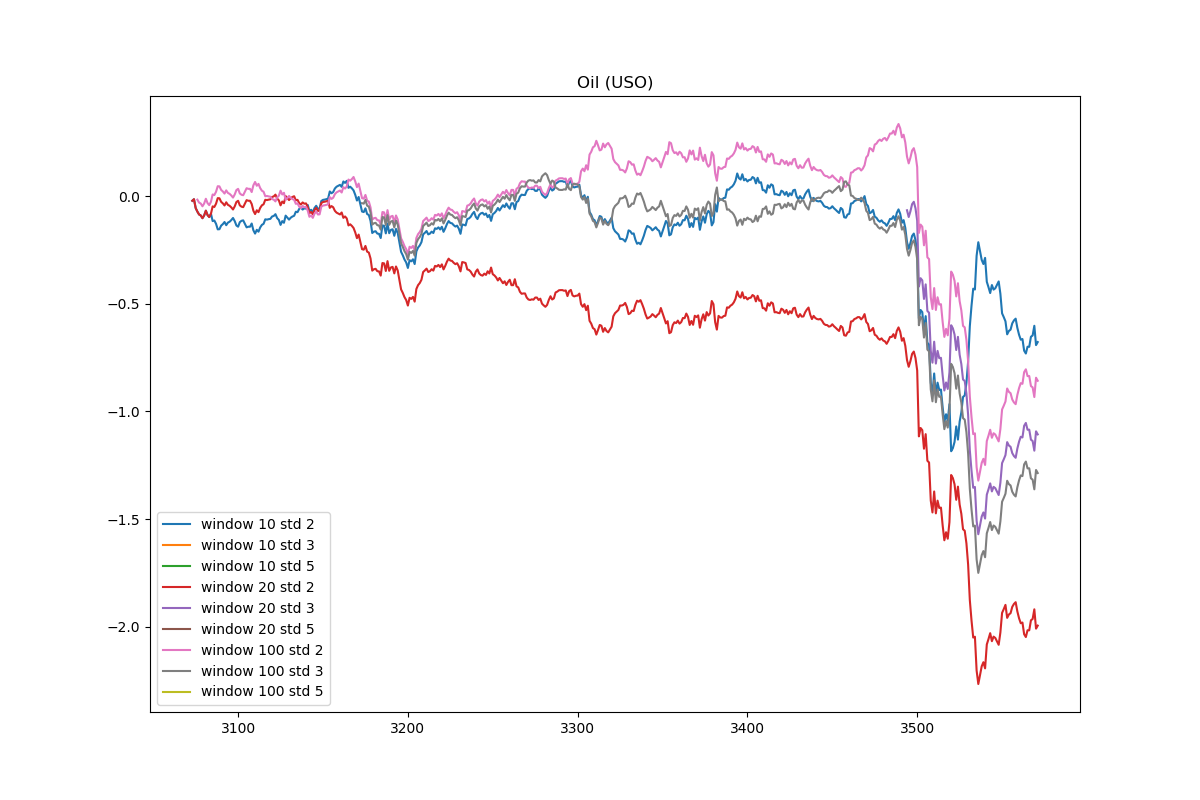 Oil (USO)
0.0
−0.5
−1.0
−1.5
−2.0
window 10 std 2
window 10 std 3
window 10 std 5
window 20 std 2
window 20 std 3
window 20 std 5
window 100 std 2
window 100 std 3
window 100 std 5
3100 3200 3300 3400 3500